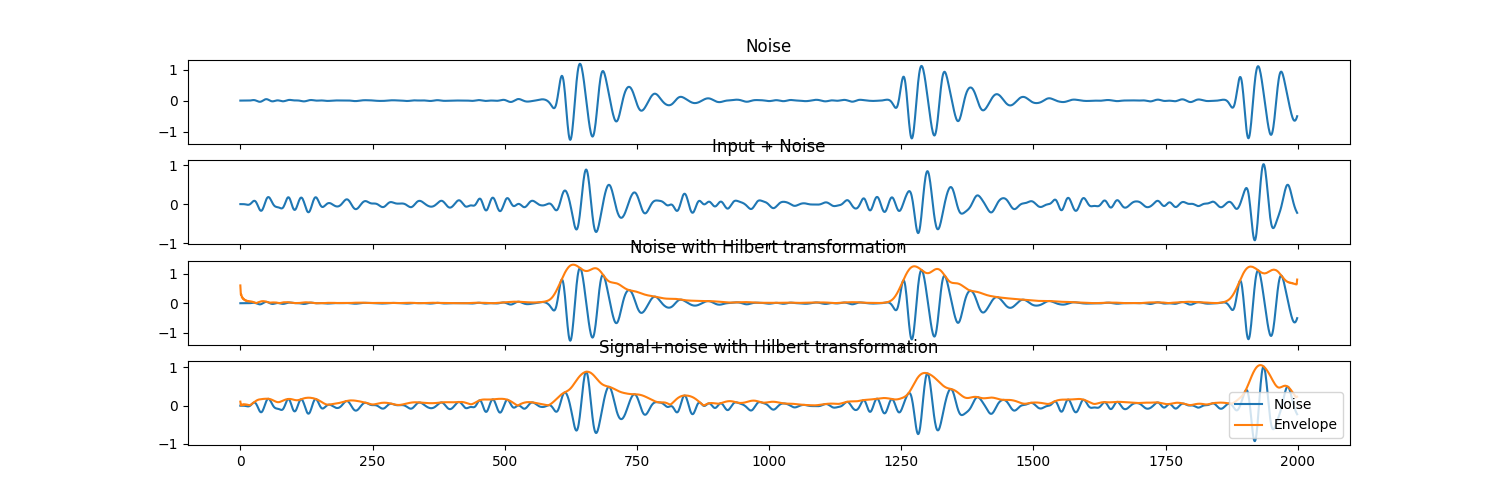 Noise
1
0
−1
Input + Noise
1
0
−1
Noise with Hilbert transformation
1
0
−1
Signal+noise with Hilbert transformation
1
0
−1
Noise
Envelope
0 250 500 750 1000 1250 1500 1750 2000